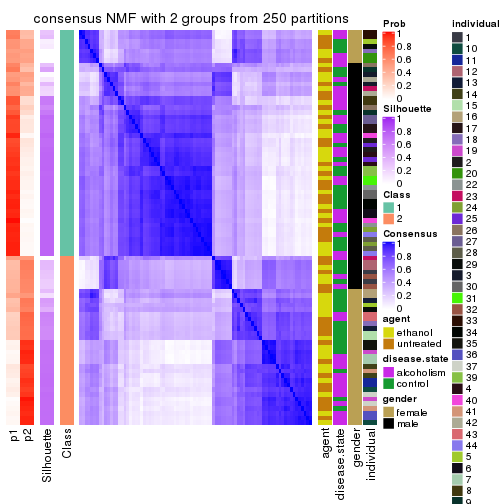 consensus NMF with 2 groups from 250 partitions
p1
p2
Silhouette
Class
agent
disease.state
gender
individual
Prob
1
0.8
0.6
0.4
0.2
0
Silhouette
1
0.8
0.6
0.4
0.2
0
Class
1
2
Consensus
1
0.8
0.6
0.4
0.2
0
agent
ethanol
untreated
disease.state
alcoholism
control
gender
female
male
individual
1
10
11
12
13
14
15
16
17
18
19
2
20
22
23
24
25
26
27
28
29
3
30
31
32
33
34
35
36
37
39
4
40
41
42
43
44
5
6
7
8
9